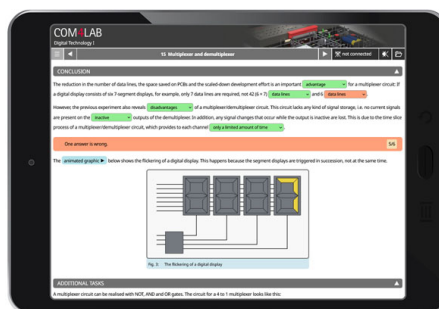 COM4LAB
Digital Technology I
15 Multiplexer and demultiplexer
not connected
CONCLUSION
The reduction in the number of data lines, the space saved on PCBs and the scaled-down development effort is an important advantage for a multiplexer circuit: If
a digital display consists of six 7-segment displays, for example, only 7 data lines are required, not 42 (6 × 7) data lines and 6 data lines .
However, the previous experiment also reveals disadvantages of a multiplexer/demultiplexer circuit. This circuit lacks any kind of signal storage, i.e. no current signals
are present on the inactive outputs of the demultiplexer. In addition, any signal changes that occur while the output is inactive are lost. This is due to the time slice
process of a multiplexer/demultiplexer circuit, which provides to each channel only a limited amount of time .
One answer is wrong.
5/6
The animated graphic ▶ below shows the flickering of a digital display. This happens because the segment displays are triggered in succession, not at the same time.
Fig. 3: The flickering of a digital display
ADDITIONAL TASKS
A multiplexer circuit can be realised with NOT, AND and OR gates. The circuit for a 4 to 1 multiplexer looks like this: